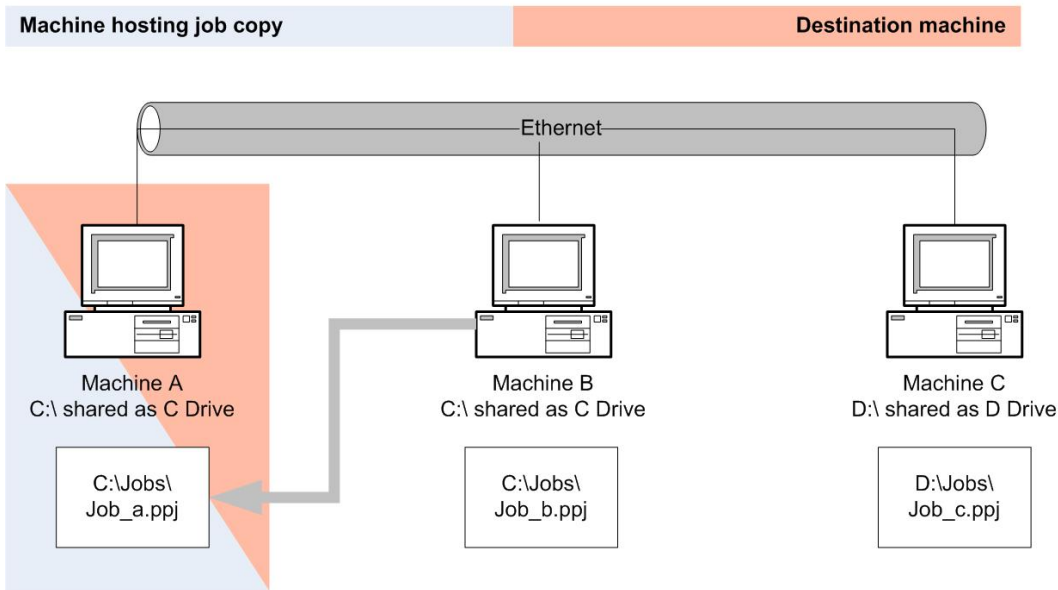 Machine hosting job copy
Destination machine
Ethernet
Machine A
C:\ shared as C Drive
Machine B
C:\ shared as C Drive
Machine C
D:\ shared as D Drive
C:\Jobs\
Job_a.ppj
C:\Jobs\
Job_b.ppj
D:\Jobs\
Job_c.ppj